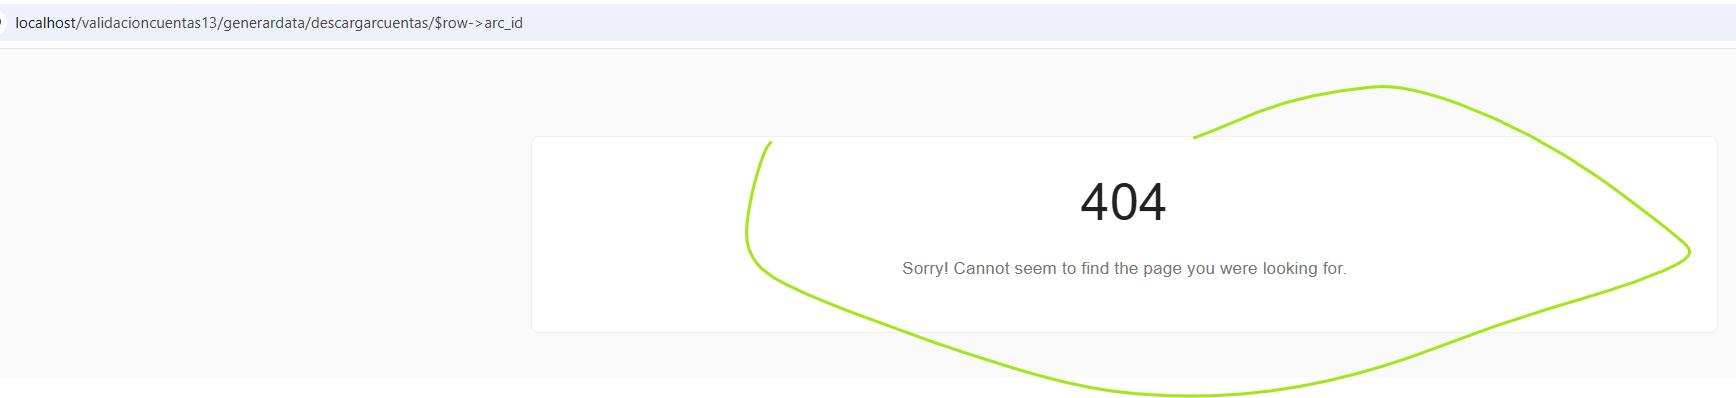 localhost/validacioncuentas13/generardata/descargarcuentas/$row->arc_id
404
Sorry! Cannot seem to find the page you were looking for.